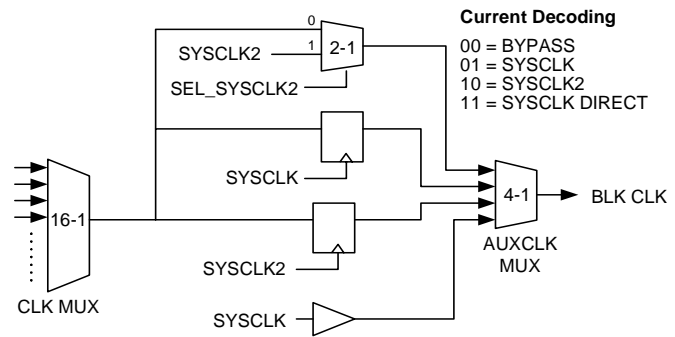 Current Decoding
00 = BYPASS
01 = SYSCLK
10 = SYSCLK2
11 = SYSCLK DIRECT
0
SYSCLK2
1
2-1
SEL_SYSCLK2
SYSCLK
16-1
4-1
BLK CLK
AUXCLK
MUX
SYSCLK2
CLK MUX
SYSCLK